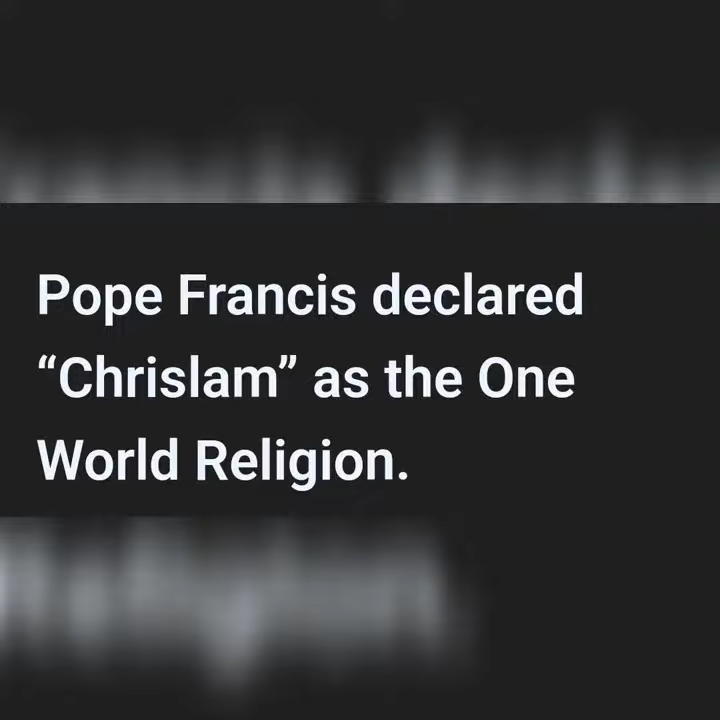 Pope Francis declared
“Chrislam” as the One
World Religion.